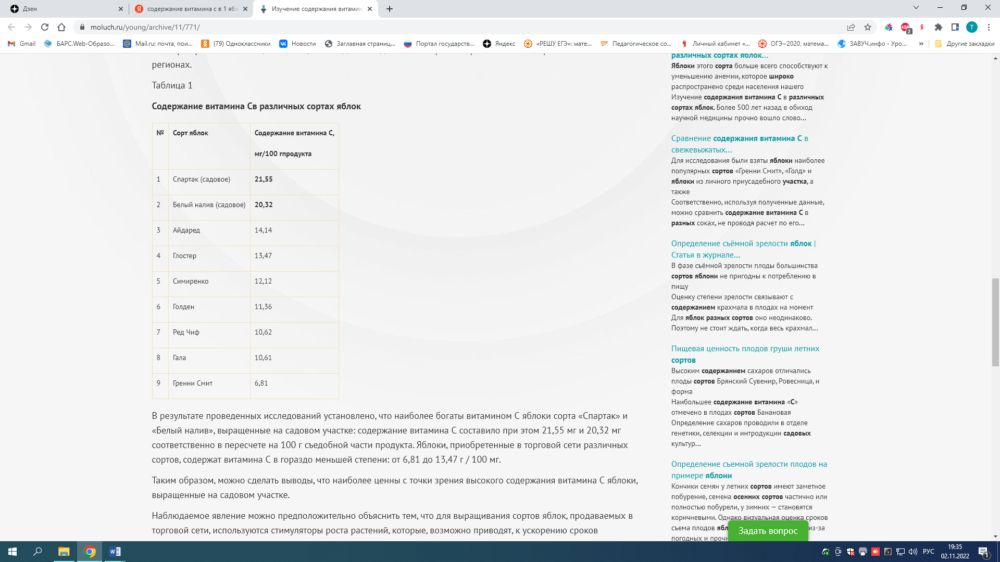 Дзен
содержание витамина с в 1 ябл
Изучение содержания витамин
moluch.ru/young/archive/11/771/
2
Я
T
Gmail
БАРС.Web-Образо...
Mail.ru: почта, пои...
(79) Одноклассники
Новости
Заглавная страниц...
Портал государств...
Яндекс
«РЕШУ ЕГЭ»: мате...
Педагогическое со...
Личный кабинет «...
ОГЭ–2020, матема...
ЗАВУЧ.инфо - Уро...
»
Другие закладки
регионах.
Таблица 1
Содержание витамина Св различных сортах яблок
№ Сорт яблок Содержание витамина С,
мг/100 гпродукта
1 Спартак (садовое) 21,55
2 Белый налив (садовое) 20,32
3 Айдаред 14,14
4 Глостер 13,47
5 Симиренко 12,12
6 Голден 11,36
7 Ред Чиф 10,62
8 Гала 10,61
9 Гренни Смит 6,81
В результате проведенных исследований установлено, что наиболее богаты витамином С яблоки сорта «Спартак» и
«Белый налив», выращенные на садовом участке: содержание витамина С составило при этом 21,55 мг и 20,32 мг
соответственно в пересчете на 100 г съедобной части продукта. Яблоки, приобретенные в торговой сети различных
сортов, содержат витамина С в гораздо меньшей степени: от 6,81 до 13,47 г / 100 мг.
Таким образом, можно сделать выводы, что наиболее ценны с точки зрения высокого содержания витамина С яблоки,
выращенные на садовом участке.
Наблюдаемое явление можно предположительно объяснить тем, что для выращивания сортов яблок, продаваемых в
торговой сети, используются стимуляторы роста растений, которые, возможно приводят, к ускорению сроков
различных сортах яблок...
Яблоки этого сорта больше всего способствуют к
уменьшению анемии, которое широко
распространено среди населения нашего
Изучение содержания витамина С в различных
сортах яблок. Более 500 лет назад в обиход
научной медицины прочно вошло слово...
Сравнение содержания витамина С в
свежевыжатых...
Для исследования были взяты яблоки наиболее
популярных сортов «Гренни Смит», «Голд» и
яблоки из личного приусадебного участка, а
также
Соответственно, используя полученные данные,
можно сравнить содержание витамина С в
разных соках, не проводя расчет по его...
Определение съёмной зрелости яблок |
Статья в журнале...
В фазе съёмной зрелости плоды большинства
сортов яблони не пригодны к потреблению в
пищу
Оценку степени зрелости связывают с
содержанием крахмала в плодах на момент
Для яблок разных сортов оно неодинаково.
Поэтому не стоит ждать, когда весь крахмал...
Пищевая ценность плодов груши летних
сортов
Высоким содержанием сахаров отличались
плоды сортов Брянский Сувенир, Ровесница, и
форма
Наибольшее содержание витамина «С»
отмечено в плодах сортов Банановая
Определение сахаров проводили в отделе
генетики, селекции и интродукции садовых
культур...
Определение съемной зрелости плодов на
примере яблони
Кончики семян у летних сортов имеют заметное
побурение, семена осенних сортов частично или
полностью побурели, у зимних — становятся
коричневыми. Однако визуальная оценка сроков
съема плодов ябл из-за
погодных и прочи
Задать вопрос
РУС
19:35
02.11.2022
1